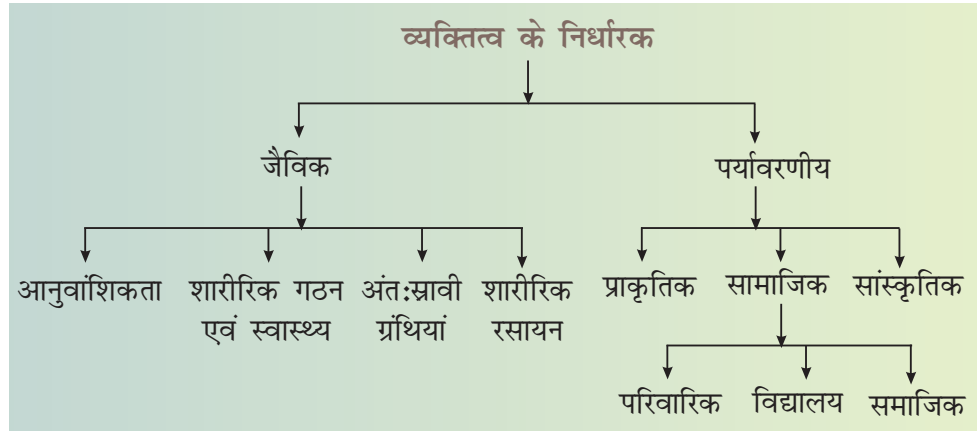 व्यक्तित्व के निर्धारक
जैविक
पर्यावरणीय
आनुवांशिकता
शारीरिक गठन
एवं स्वास्थ्य
अंत:स्रावी
ग्रंथियां
शारीरिक
रसायन
प्राकृतिक
सामाजिक
सांस्कृतिक
परिवारिक
विद्यालय
समाजिक